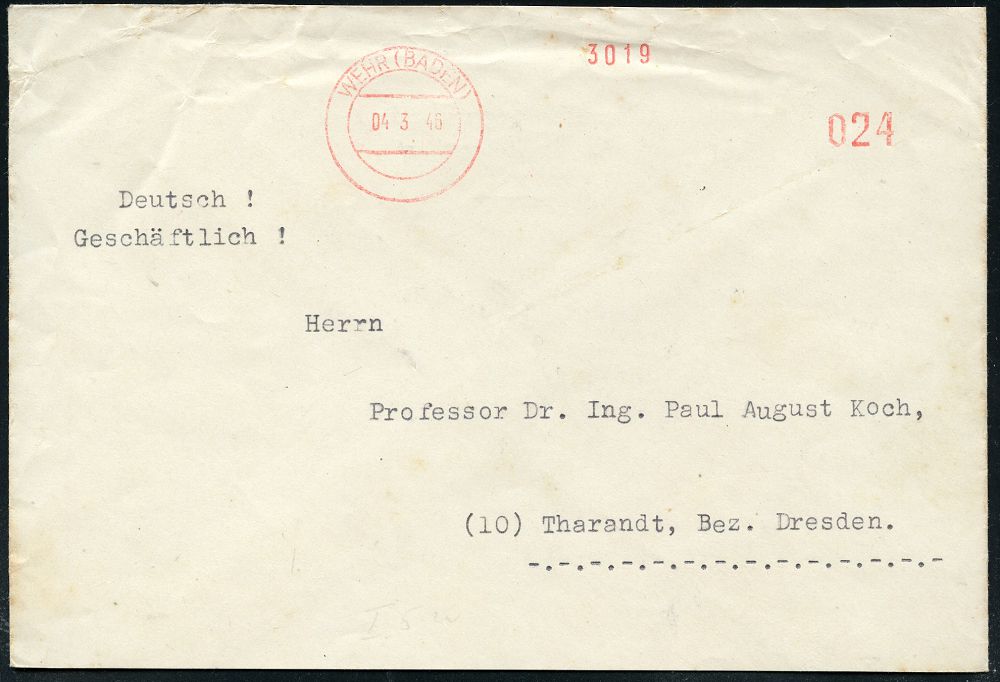 3019
WEHR (BADEN)
04 3 46
024
Deutsch !
Geschäftlich !
Herrn
Professor Dr. Ing. Paul August Koch,
(10) Tharandt, Bez. Dresden.
-.-.-.-.-.-.-.-.-.-.-.-.-.-